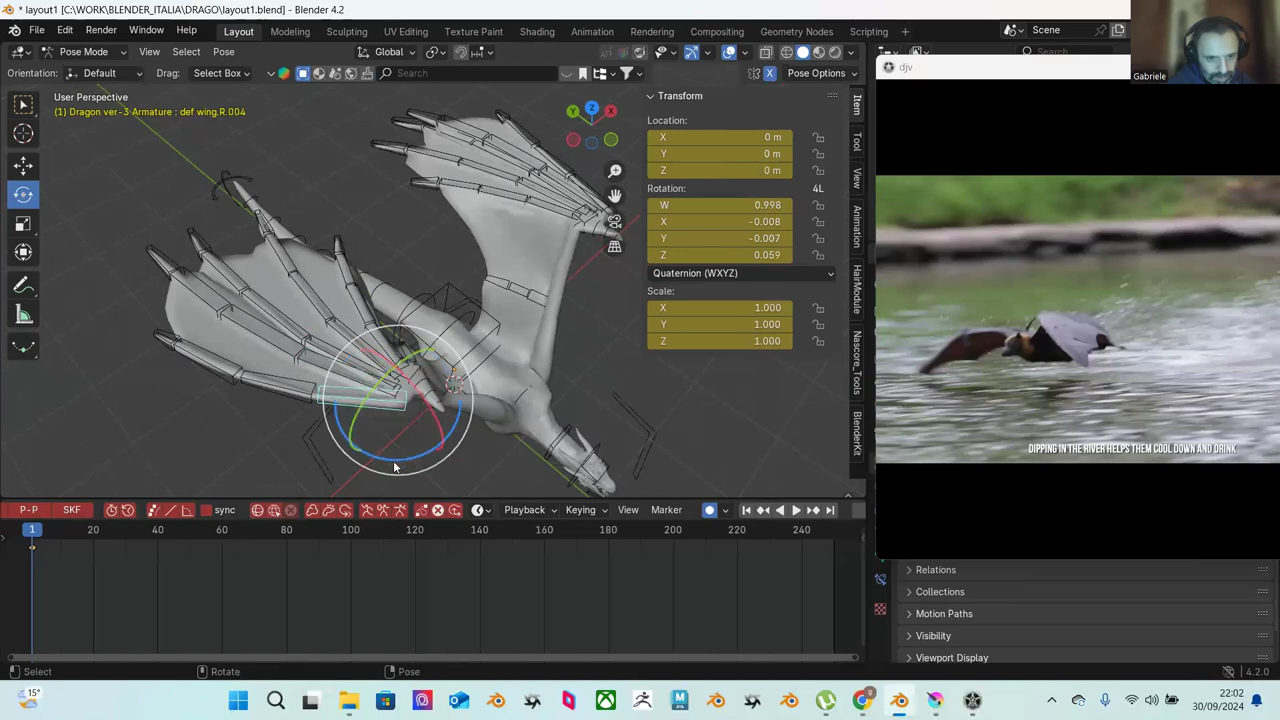 * layout1 [C:\WORK\BLENDER_ITALIA\DRAGO\layout1.blend] - Blender 4.2
File Edit Render Window Help Layout Modeling Sculpting UV Editing Texture Paint Shading Animation Rendering Compositing Geometry Nodes Scripting + Scene
Pose Mode View Select Pose Global
Orientation: Default Drag: Select Box Search X Pose Options
djv
Gabriele
User Perspective
(1) Dragon ver-3 Armature : def wing.R.004
Y Z X
Transform
Location:
X 0 m
Y 0 m
Z 0 m
Rotation: 4L
W 0.998
X -0.008
Y -0.007
Z 0.059
Quaternion (WXYZ)
Scale:
X 1.000
Y 1.000
Z 1.000
Item
Tool
View
Animation
HairModule
Nascore_Tools
BlenderKit
DIPPING IN THE RIVER HELPS THEM COOL DOWN AND DRINK
P-P SKF sync Playback Keying View Marker
1 20 40 60 80 100 120 140 160 180 200 220 240
Relations
Collections
Motion Paths
Visibility
Viewport Display
Select Rotate Pose 4.2.0
15°
22:02
30/09/2024